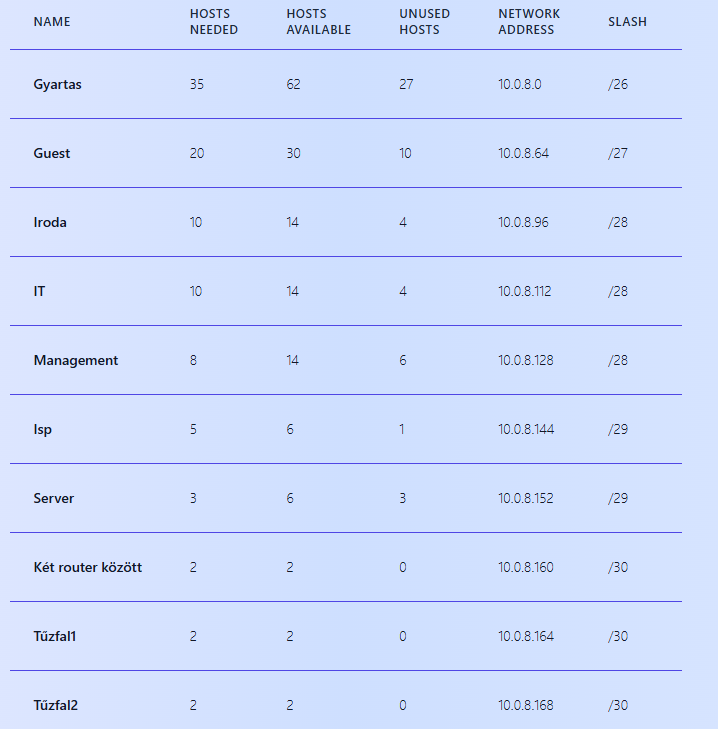 NAME HOSTS NEEDED HOSTS AVAILABLE UNUSED HOSTS NETWORK ADDRESS SLASH
Gyartas 35 62 27 10.0.8.0 /26
Guest 20 30 10 10.0.8.64 /27
Iroda 10 14 4 10.0.8.96 /28
IT 10 14 4 10.0.8.112 /28
Management 8 14 6 10.0.8.128 /28
Isp 5 6 1 10.0.8.144 /29
Server 3 6 3 10.0.8.152 /29
Két router között 2 2 0 10.0.8.160 /30
Tűzfal1 2 2 0 10.0.8.164 /30
Tűzfal2 2 2 0 10.0.8.168 /30